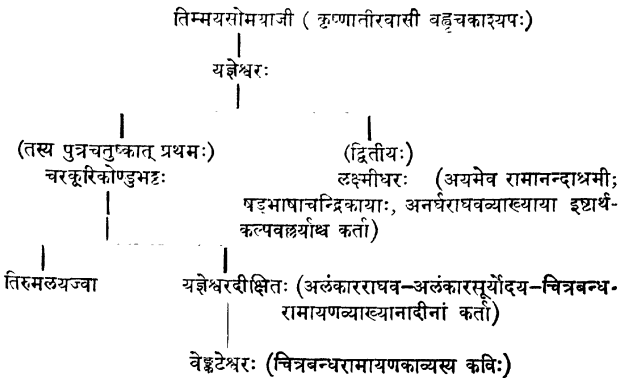 तिम्मयसोमयाजी ( कृष्णातीरवासी बह्वृचकाश्यपः)
यज्ञेश्वरः
(तस्य पुत्रचतुष्कात् प्रथमः)
चरकूरिकोण्डुभट्टः
(द्वितीयः)
लक्ष्मीधरः (अयमेव रामानन्दाश्रमी;
षड्भाषाचन्द्रिकायाः, अनर्घराघवव्याख्याया इष्टार्थ-
कल्पवल्लर्याश्च कर्ता)
तिरुमलयज्वा
यज्ञेश्वरदीक्षितः (अलंकारराघव-अलंकारसूर्योदय-चित्रबन्ध-
रामायणव्याख्यानादीनां कर्ता)
वेङ्कटेश्वरः (चित्रबन्धरामायणकाव्यस्य कविः)